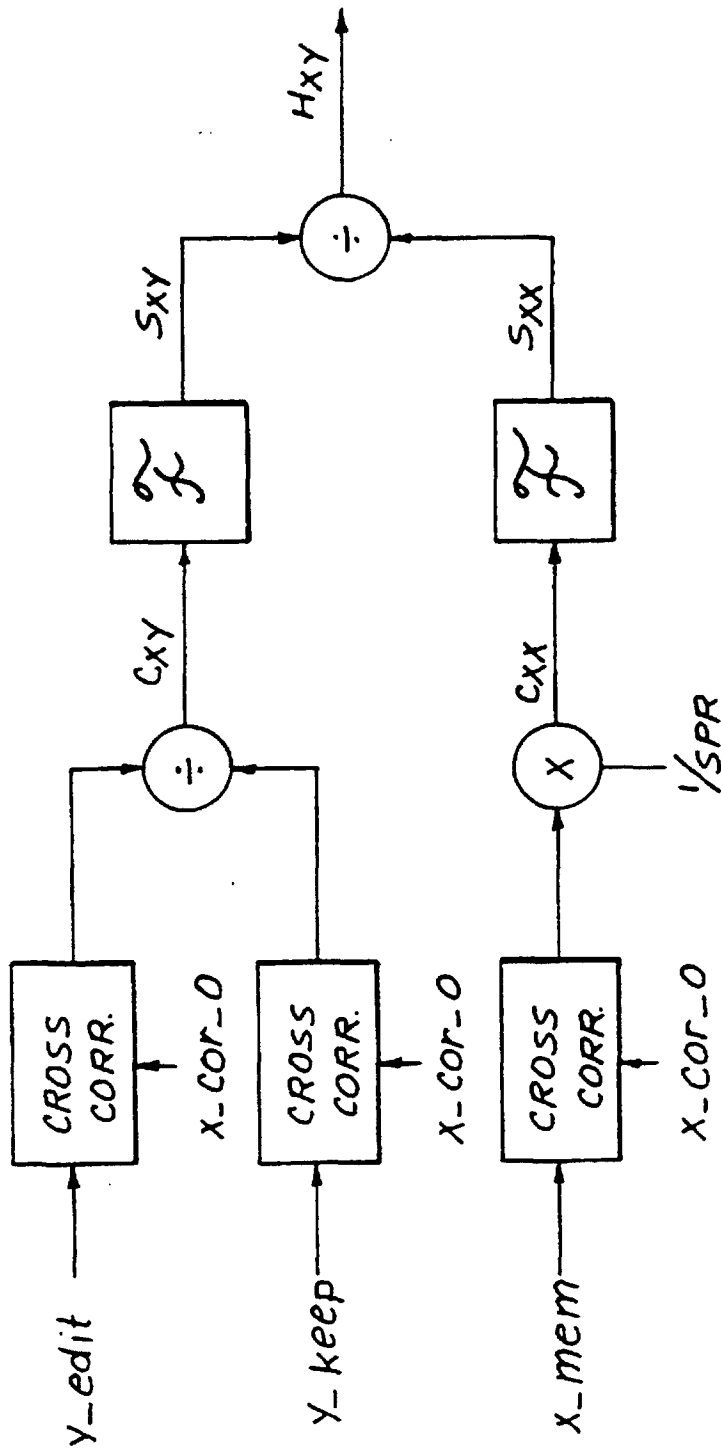 y_edit
CROSS
CORR.
x_cor_0
÷
CXY
𝓕
SXY
÷
HXY
y_keep
CROSS
CORR.
x_cor_0
x_mem
CROSS
CORR.
x_cor_0
X
1/SPR
CXX
𝓕
SXX